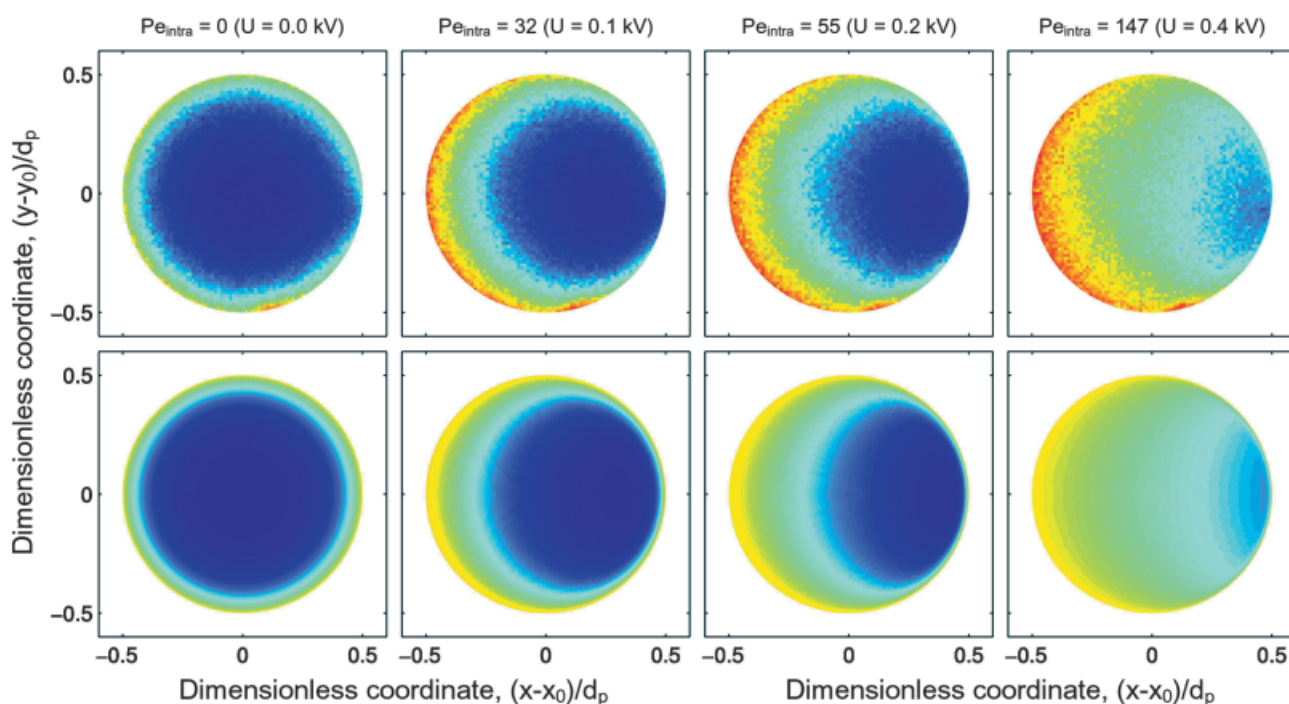 Pe_intra = 0 (U = 0.0 kV)
Pe_intra = 32 (U = 0.1 kV)
Pe_intra = 55 (U = 0.2 kV)
Pe_intra = 147 (U = 0.4 kV)
Dimensionless coordinate, (y-y₀)/dₚ
0.5
0
−0.5
0.5
0
−0.5
−0.5 0 0.5
−0.5 0 0.5
−0.5 0 0.5
−0.5 0 0.5
Dimensionless coordinate, (x-x₀)/dₚ
Dimensionless coordinate, (x-x₀)/dₚ